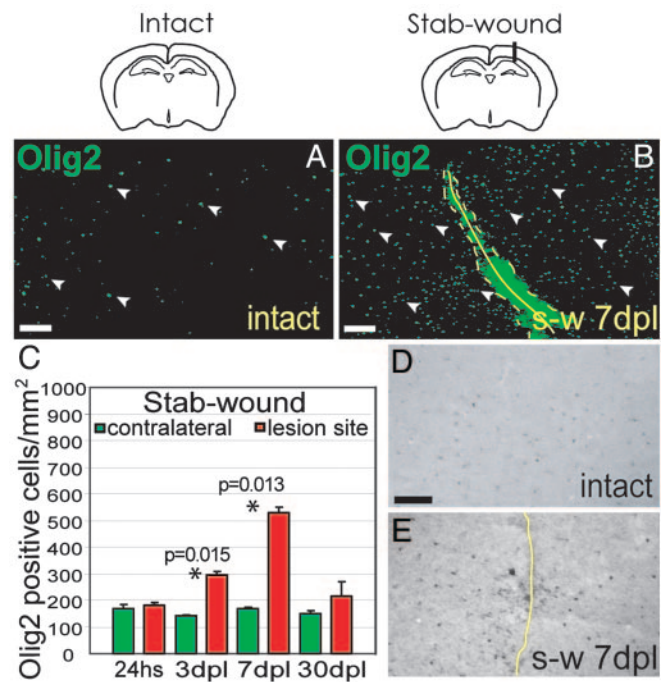 Intact
Stab-wound
Olig2
A
intact
Olig2
B
s-w 7dpl
C
Olig2 positive cells/mm²
1000
900
800
700
600
500
400
300
200
100
0
Stab-wound
contralateral
lesion site
p=0.015
*
p=0.013
*
24hs
3dpl
7dpl
30dpl
D
intact
E
s-w 7dpl